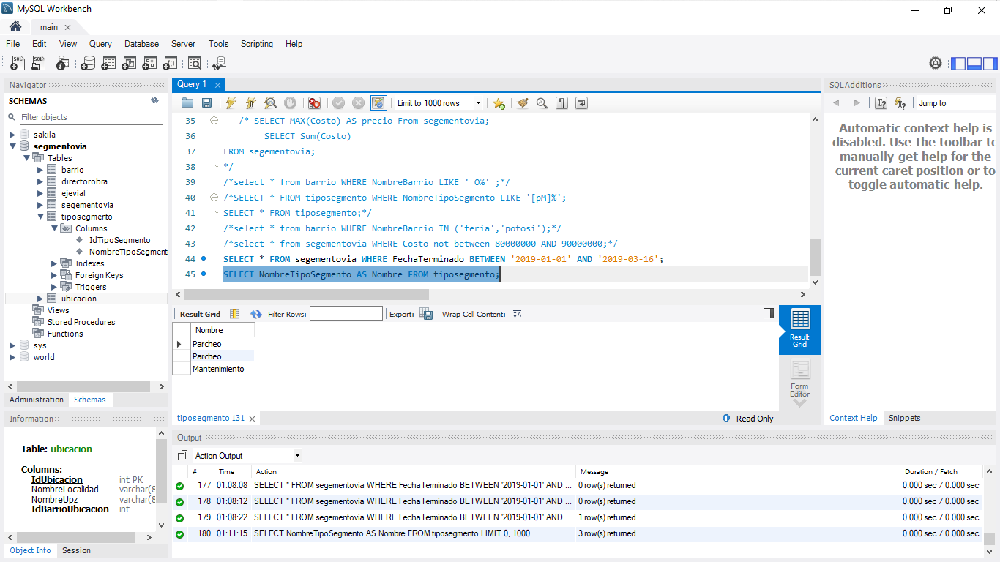 MySQL Workbench
main
File Edit View Query Database Server Tools Scripting Help
Navigator
SCHEMAS
Filter objects
sakila
segmentovia
Tables
barrio
directorobra
ejevial
segementovia
tiposegmento
Columns
IdTipoSegmento
NombreTipoSegment
Indexes
Foreign Keys
Triggers
ubicacion
Views
Stored Procedures
Functions
sys
world
Administration Schemas
Information
Table: ubicacion
Columns:
IdUbicacion int PK
NombreLocalidad varchar(8
NombreUpz varchar(8
IdBarrioUbicacion int
Object Info Session
Query 1
Limit to 1000 rows
35 /* SELECT MAX(Costo) AS precio From segementovia;
36 SELECT Sum(Costo)
37 FROM segementovia;
38 */
39 /*select * from barrio WHERE NombreBarrio LIKE '_O%' ;*/
40 /*SELECT * FROM tiposegmento WHERE NombreTipoSegmento LIKE '[pM]%';
41 SELECT * FROM tiposegmento;*/
42 /*select * from barrio WHERE NombreBarrio IN ('feria','potosi');*/
43 /*select * from segementovia WHERE Costo not between 80000000 AND 90000000;*/
44 SELECT * FROM segementovia WHERE FechaTerminado BETWEEN '2019-01-01' AND '2019-03-16';
45 SELECT NombreTipoSegmento AS Nombre FROM tiposegmento;
Result Grid Filter Rows: Export: Wrap Cell Content:
Nombre
Parcheo
Parcheo
Mantenimiento
Result
Grid
Form
Editor
tiposegmento 131
Read Only
SQLAdditions
Jump to
Automatic context help is
disabled. Use the toolbar to
manually get help for the
current caret position or to
toggle automatic help.
Context Help Snippets
Output
Action Output
# Time Action Message Duration / Fetch
177 01:08:08 SELECT * FROM segementovia WHERE FechaTerminado BETWEEN '2019-01-01' AND ... 0 row(s) returned 0.000 sec / 0.000 sec
178 01:08:12 SELECT * FROM segementovia WHERE FechaTerminado BETWEEN '2019-01-01' AND ... 0 row(s) returned 0.000 sec / 0.000 sec
179 01:08:22 SELECT * FROM segementovia WHERE FechaTerminado BETWEEN '2019-01-01' AND ... 1 row(s) returned 0.000 sec / 0.000 sec
180 01:11:15 SELECT NombreTipoSegmento AS Nombre FROM tiposegmento LIMIT 0, 1000 3 row(s) returned 0.000 sec / 0.000 sec